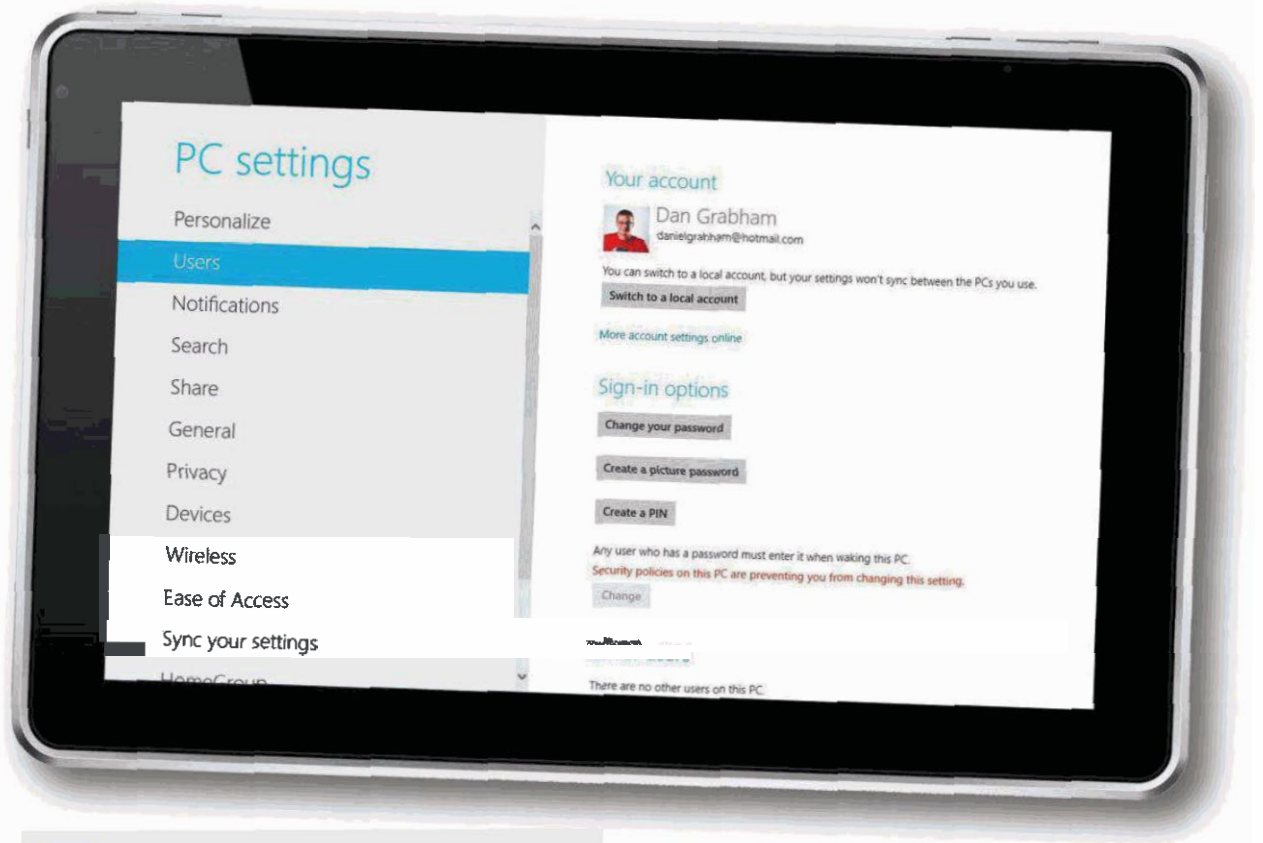 PC settings
Personalize
Users
Notifications
Search
Share
General
Privacy
Devices
Wireless
Ease of Access
Sync your settings
HomeGroup
Your account
Dan Grabham
danielgrabham@hotmail.com
You can switch to a local account, but your settings won't sync between the PCs you use.
Switch to a local account
More account settings online
Sign-in options
Change your password
Create a picture password
Create a PIN
Any user who has a password must enter it when waking this PC.
Security policies on this PC are preventing you from changing this setting.
Change
There are no other users on this PC